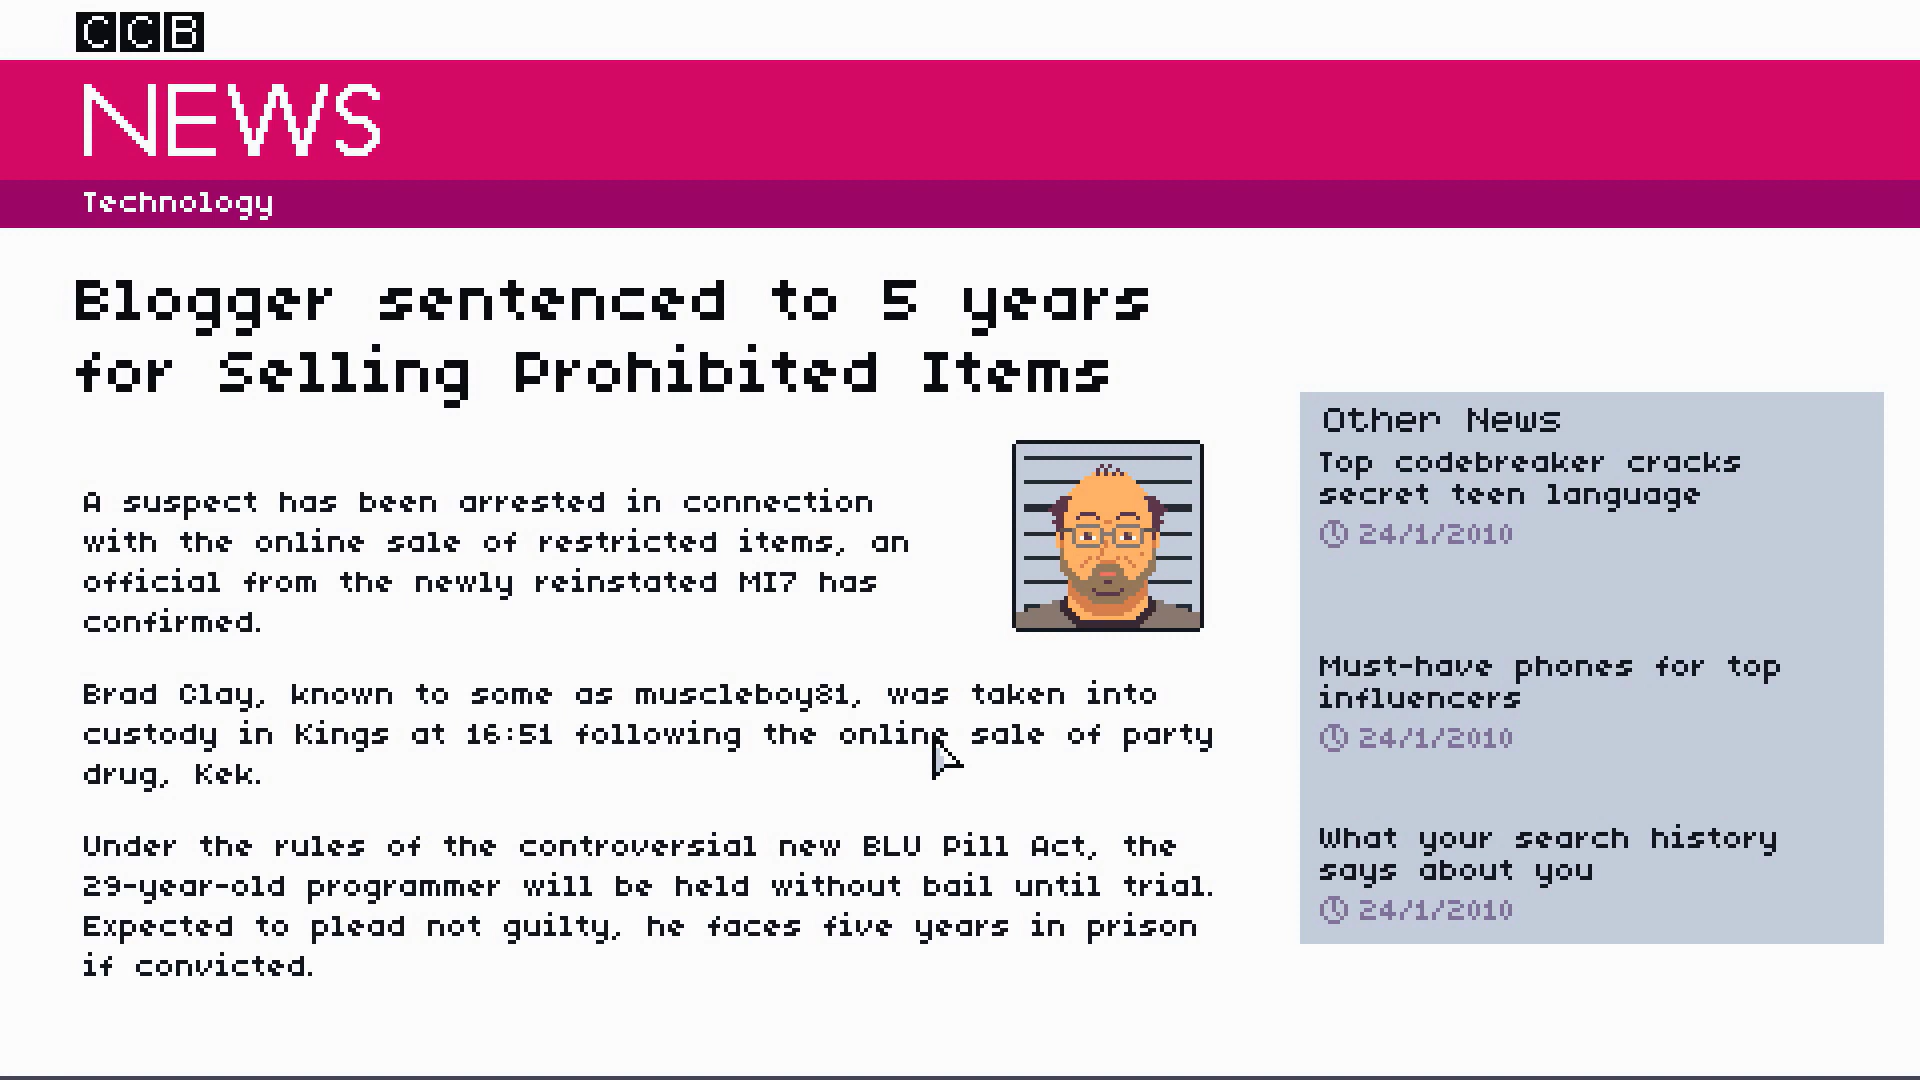 CCB
NEWS
Technology
Blogger sentenced to 5 years
for Selling Prohibited Items
A suspect has been arrested in connection
with the online sale of restricted items, an
official from the newly reinstated MI7 has
confirmed.
Brad Clay, known to some as muscleboy81, was taken into
custody in Kings at 16:51 following the online sale of party
drug, Kek.
Under the rules of the controversial new BLU Pill Act, the
29-year-old programmer will be held without bail until trial.
Expected to plead not guilty, he faces five years in prison
if convicted.
Other News
Top codebreaker cracks
secret teen language
24/1/2010
Must-have phones for top
influencers
24/1/2010
What your search history
says about you
24/1/2010